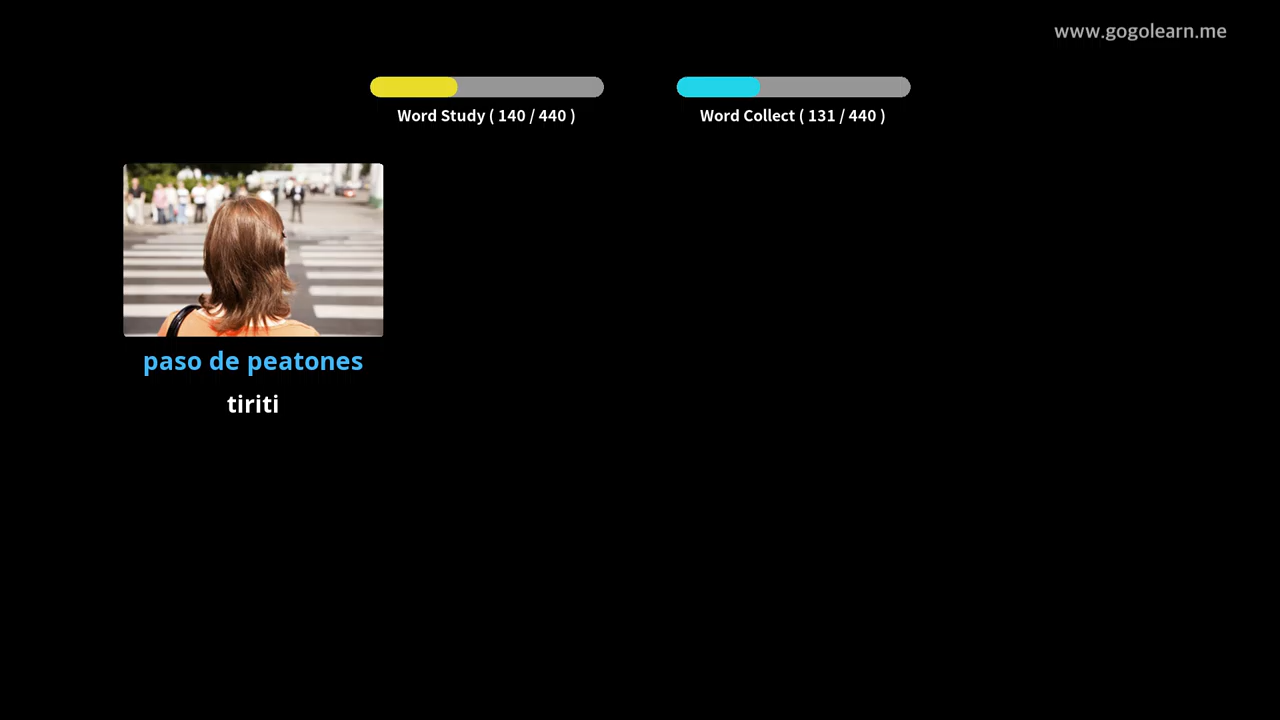 www.gogolearn.me
Word Study ( 140 / 440 )
Word Collect ( 131 / 440 )
paso de peatones
tiriti